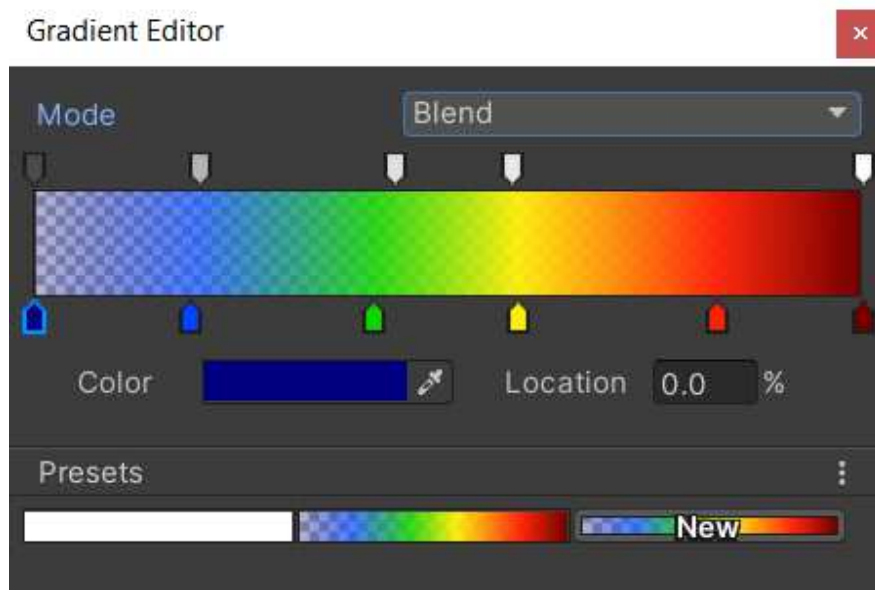 Gradient Editor
Mode
Blend
Color
Location
0.0
%
Presets
New